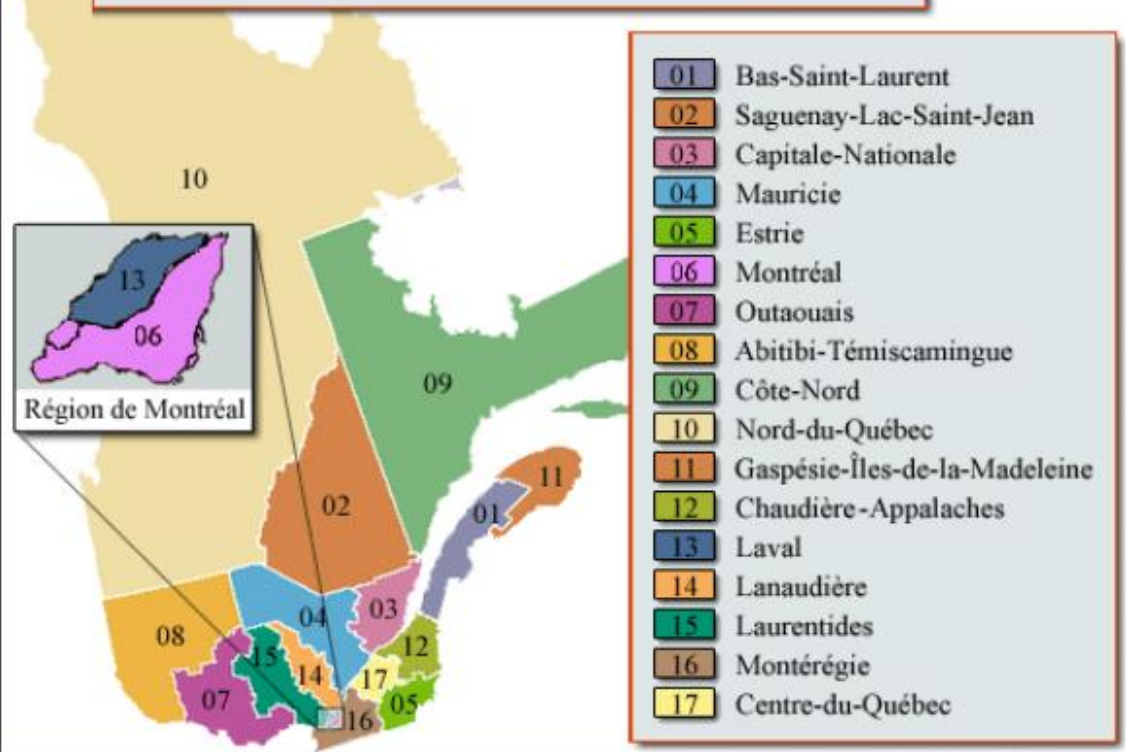 10
13
06
Région de Montréal
09
02
11
01
03
04
08
12
15
14
17
07
05
16
01 Bas-Saint-Laurent
02 Saguenay-Lac-Saint-Jean
03 Capitale-Nationale
04 Mauricie
05 Estrie
06 Montréal
07 Outaouais
08 Abitibi-Témiscamingue
09 Côte-Nord
10 Nord-du-Québec
11 Gaspésie-Îles-de-la-Madeleine
12 Chaudière-Appalaches
13 Laval
14 Lanaudière
15 Laurentides
16 Montérégie
17 Centre-du-Québec